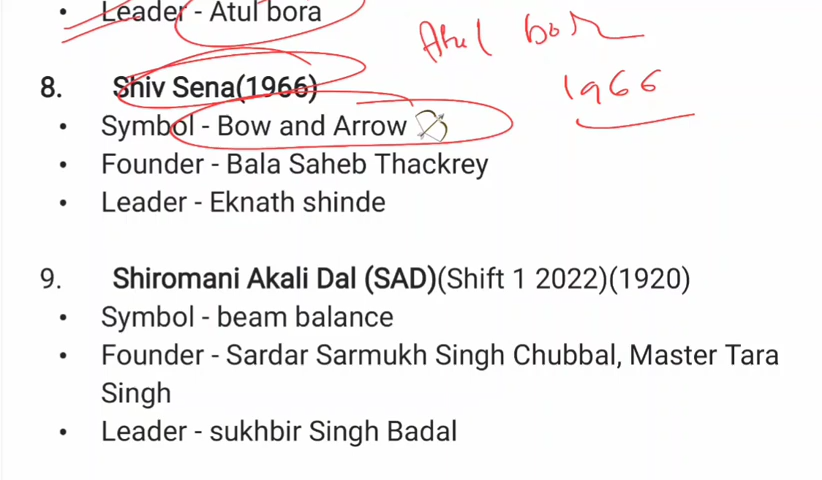 • Leader - Atul bora
Atul bora
8. Shiv Sena(1966)
1966
• Symbol - Bow and Arrow 🏹
• Founder - Bala Saheb Thackrey
• Leader - Eknath shinde
9. Shiromani Akali Dal (SAD)(Shift 1 2022)(1920)
• Symbol - beam balance
• Founder - Sardar Sarmukh Singh Chubbal, Master Tara
Singh
• Leader - sukhbir Singh Badal